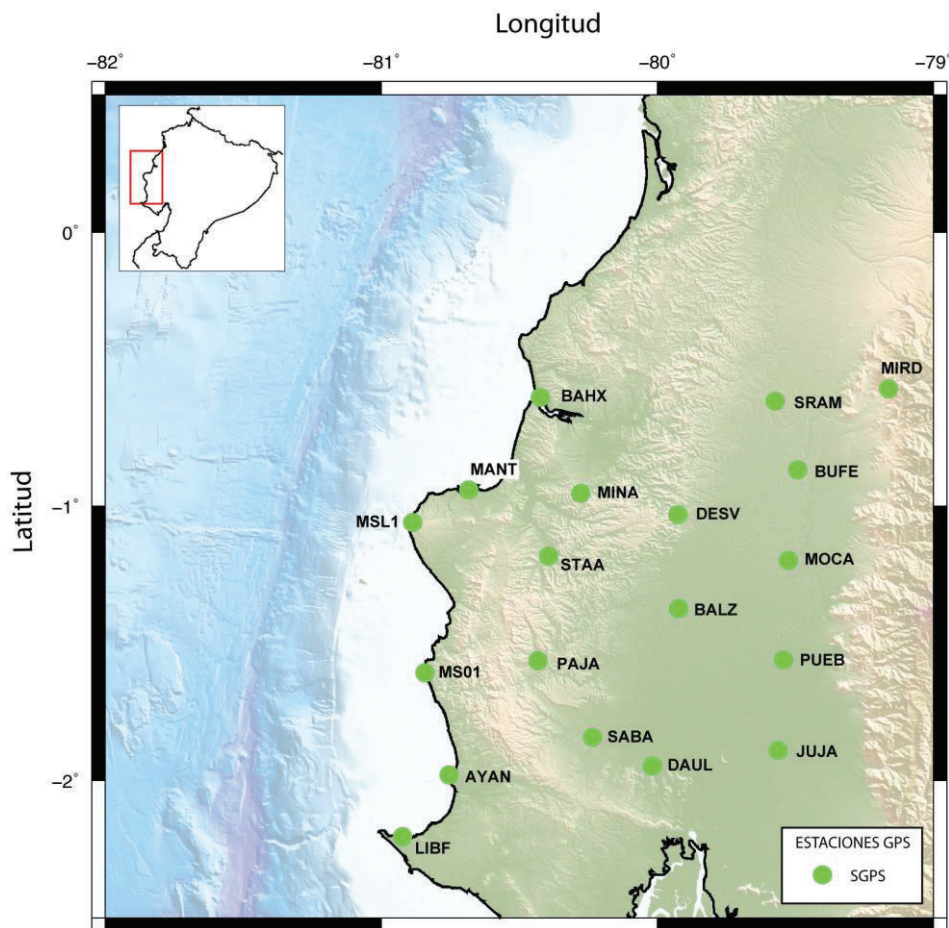 Longitud
−82° −81° −80° −79°
0°
MIRD
BAHX
SRAM
MANT
BUFE
MINA
−1°
DESV
MSL1
MOCA
STAA
BALZ
PAJA
PUEB
MS01
SABA
JUJA
DAUL
AYAN
−2°
LIBF
Latitud
ESTACIONES GPS
SGPS